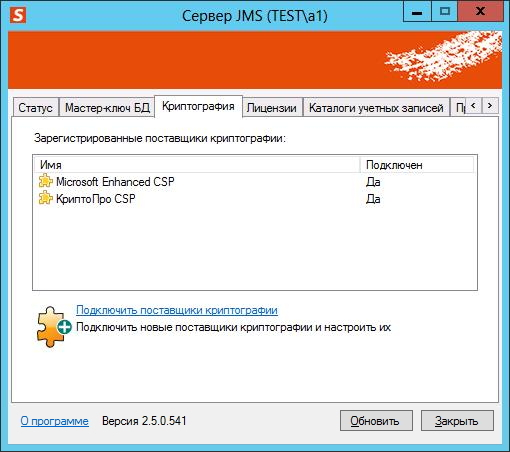 S Сервер JMS (TEST\a1)
Статус Мастер-ключ БД Криптография Лицензии Каталоги учетных записей
Зарегистрированные поставщики криптографии:
Имя Подключен
Microsoft Enhanced CSP Да
КриптоПро CSP Да
Подключить поставщики криптографии
Подключить новые поставщики криптографии и настроить их
О программе Версия 2.5.0.541 Обновить Закрыть